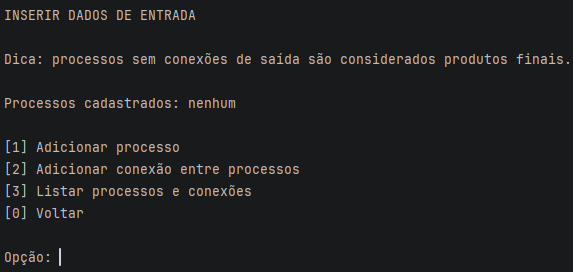 INSERIR DADOS DE ENTRADA
Dica: processos sem conexões de saída são considerados produtos finais.
Processos cadastrados: nenhum
[1] Adicionar processo
[2] Adicionar conexão entre processos
[3] Listar processos e conexões
[0] Voltar
Opção: